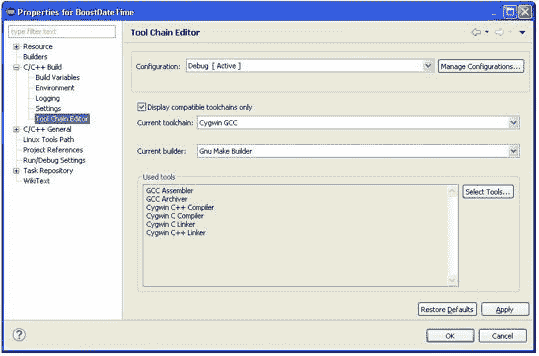 Properties for BoostDateTime
type filter text
Tool Chain Editor
Resource
Builders
C/C++ Build
Build Variables
Environment
Logging
Settings
Tool Chain Editor
C/C++ General
Linux Tools Path
Project References
Run/Debug Settings
Task Repository
WikiText
Configuration: Debug [ Active ] Manage Configurations...
Display compatible toolchains only
Current toolchain: Cygwin GCC
Current builder: Gnu Make Builder
Used tools
GCC Assembler
GCC Archiver
Cygwin C++ Compiler
Cygwin C Compiler
Cygwin C Linker
Cygwin C++ Linker
Select Tools...
Restore Defaults Apply
OK Cancel